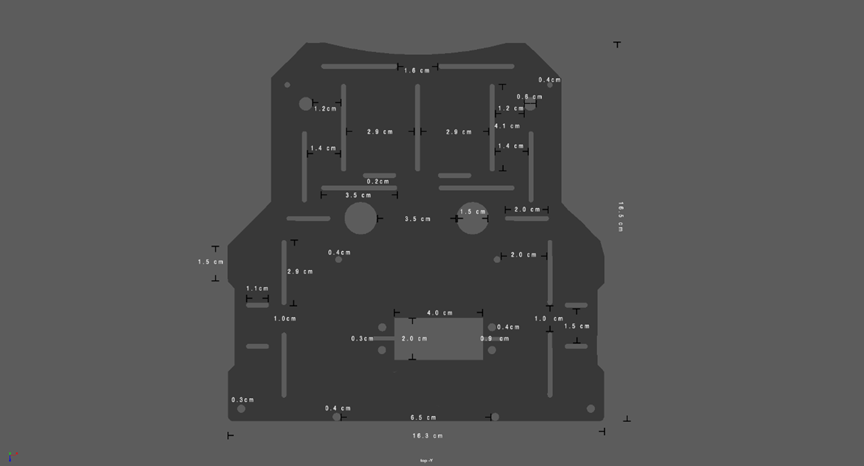 1.6 cm
0.4cm
0.6 cm
1.2cm
1.2 cm
4.1 cm
2.9 cm
2.9 cm
1.4 cm
1.4 cm
0.2cm
3.5 cm
2.0 cm
1.5 cm
3.5 cm
16.5 cm
0.4cm
2.0 cm
1.5 cm
2.9 cm
1.1cm
4.0 cm
1.0cm
1.0 cm
1.5 cm
0.4cm
0.3cm
2.0 cm
0.9 cm
0.3cm
0.4 cm
6.5 cm
16.3 cm